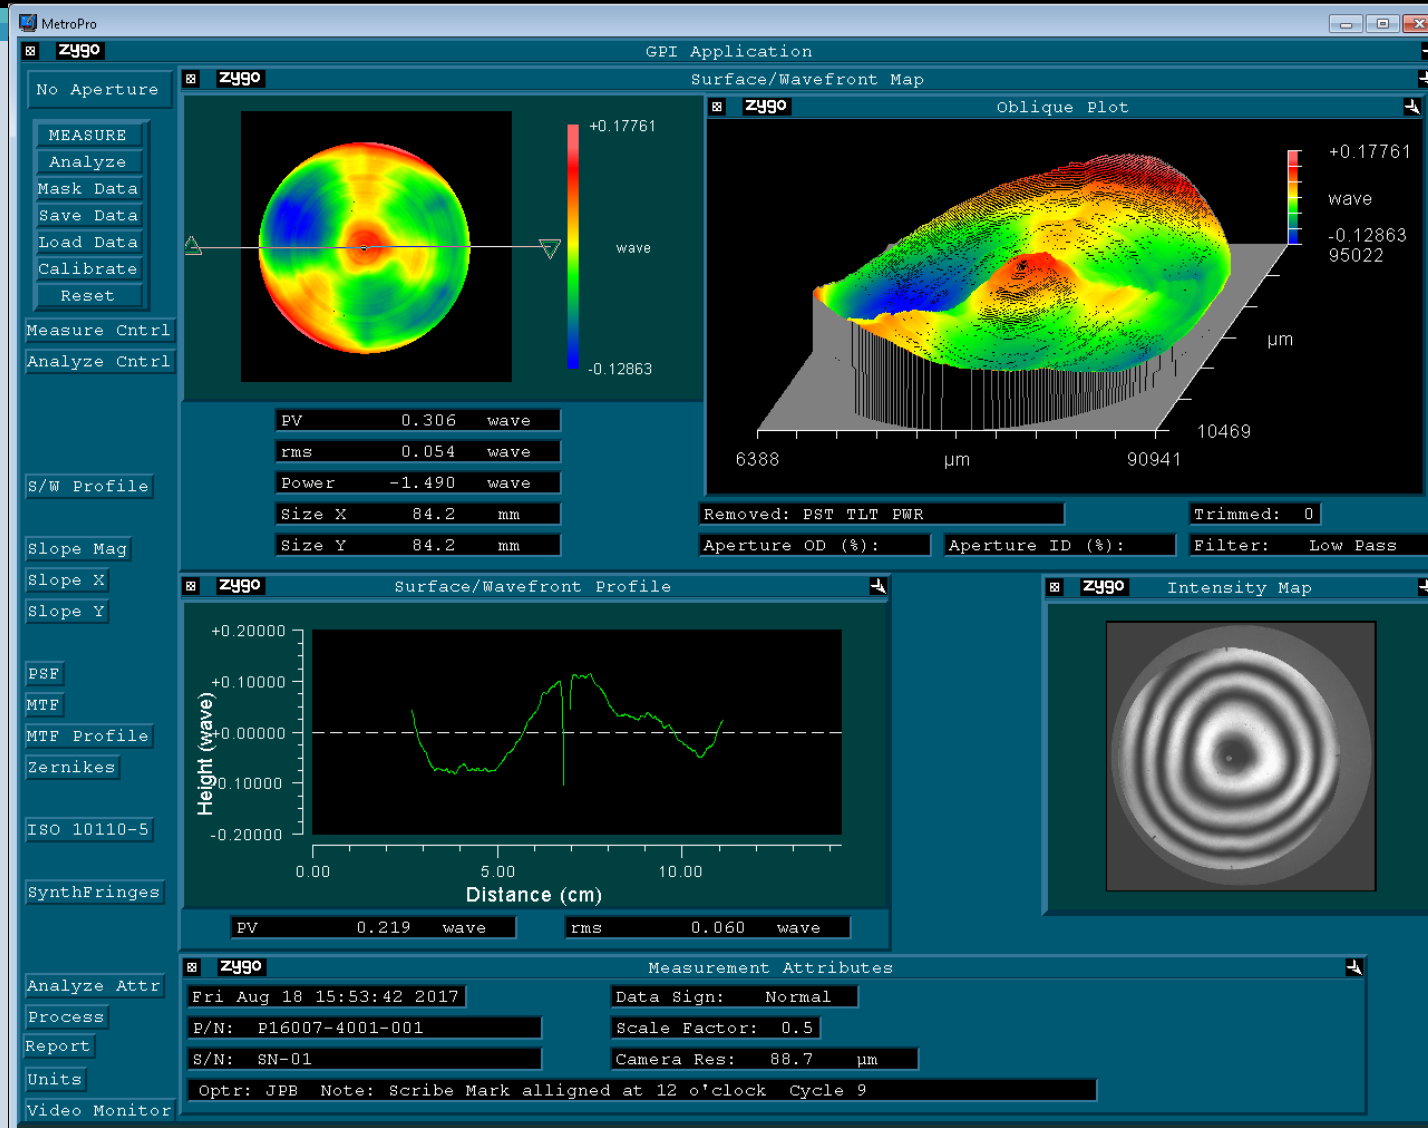 MetroPro
zygo GPI Application
No Aperture
MEASURE
Analyze
Mask Data
Save Data
Load Data
Calibrate
Reset
Measure Cntrl
Analyze Cntrl
S/W Profile
Slope Mag
Slope X
Slope Y
PSF
MTF
MTF Profile
Zernikes
ISO 10110-5
SynthFringes
Analyze Attr
Process
Report
Units
Video Monitor
zygo Surface/Wavefront Map
+0.17761
wave
-0.12863
zygo Oblique Plot
+0.17761
wave
-0.12863
95022
µm
10469
6388 µm 90941
PV 0.306 wave
rms 0.054 wave
Power -1.490 wave
Size X 84.2 mm
Size Y 84.2 mm
Removed: PST TLT PWR Trimmed: 0
Aperture OD (%): Aperture ID (%): Filter: Low Pass
zygo Surface/Wavefront Profile
+0.20000
+0.10000
+0.00000
-0.10000
-0.20000
Height (wave)
0.00 5.00 10.00
Distance (cm)
PV 0.219 wave rms 0.060 wave
zygo Intensity Map
zygo Measurement Attributes
Fri Aug 18 15:53:42 2017 Data Sign: Normal
P/N: P16007-4001-001 Scale Factor: 0.5
S/N: SN-01 Camera Res: 88.7 µm
Optr: JPB Note: Scribe Mark alligned at 12 o'clock Cycle 9